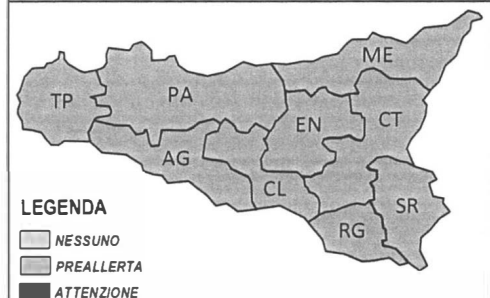 ME
TP
PA
EN
CT
AG
CL
SR
RG
LEGENDA
NESSUNO
PREALLERTA
ATTENZIONE